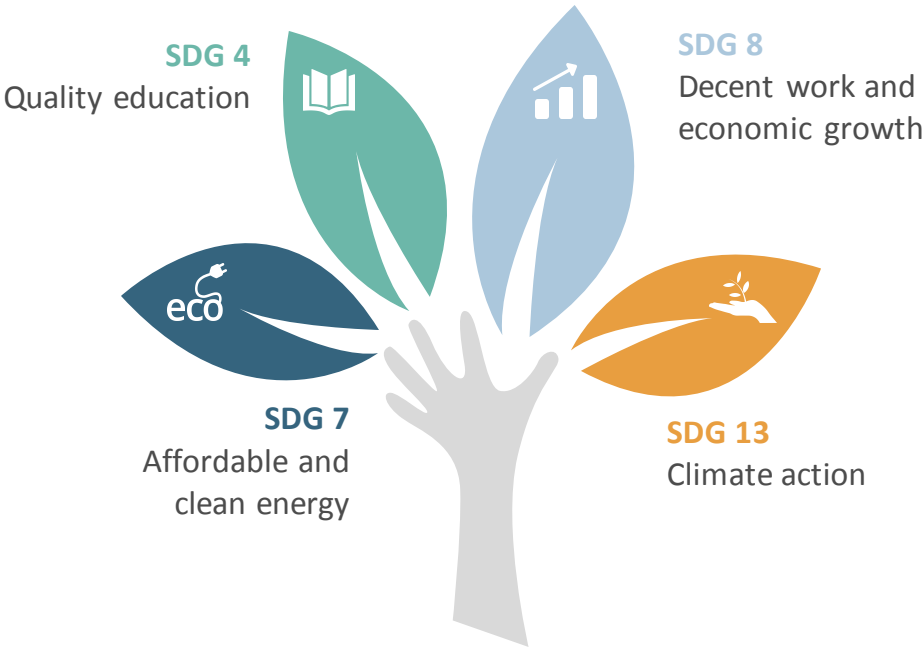 SDG 4
Quality education
SDG 8
Decent work and
economic growth
eco
SDG 7
Affordable and
clean energy
SDG 13
Climate action